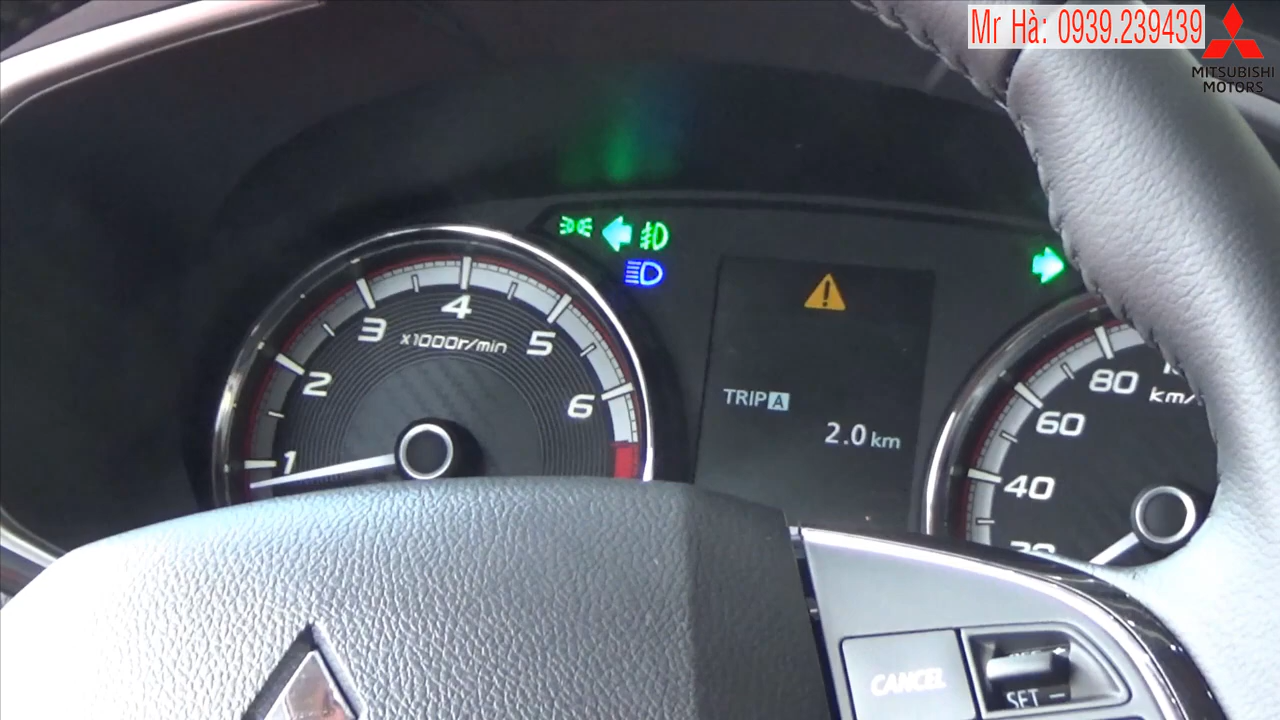 Mr Hà: 0939.239439
MITSUBISHI
MOTORS
1
2
3
4
5
6
x1000r/min
TRIP A
2.0 km
40
60
80
CANCEL
SET −